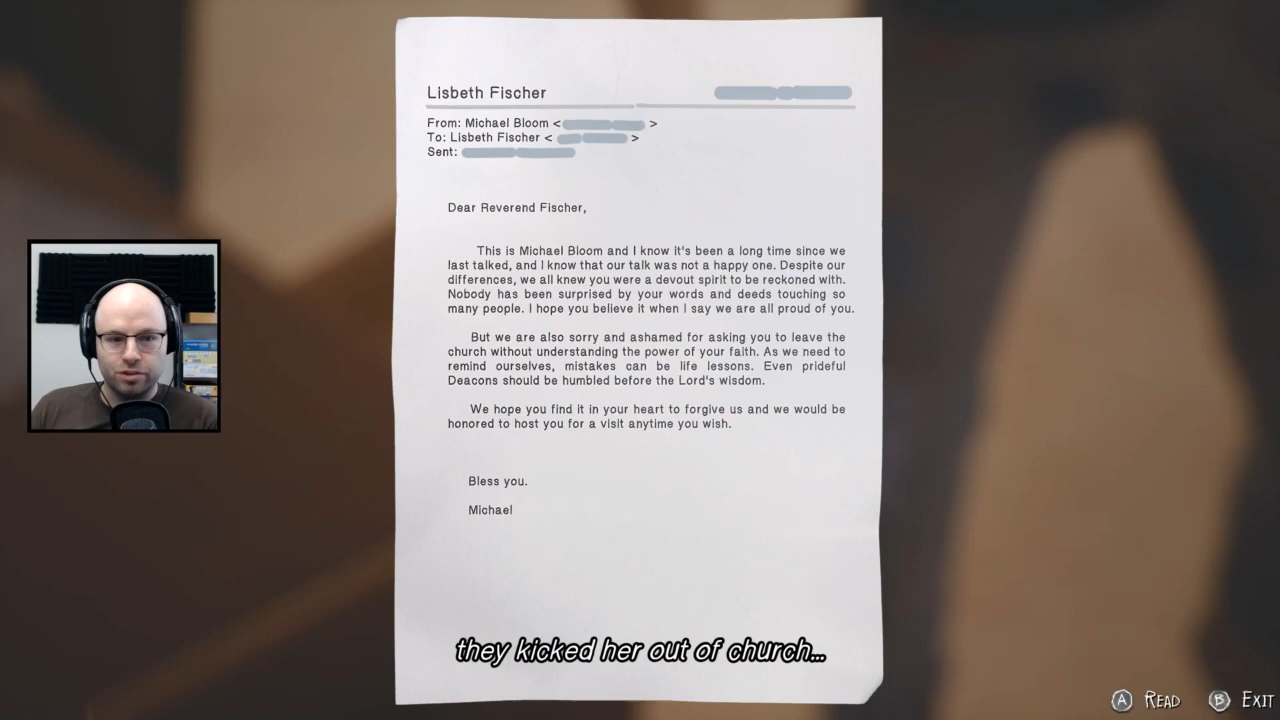 Lisbeth Fischer
From: Michael Bloom < >
To: Lisbeth Fischer < >
Sent:
Dear Reverend Fischer,
This is Michael Bloom and I know it's been a long time since we
last talked, and I know that our talk was not a happy one. Despite our
differences, we all knew you were a devout spirit to be reckoned with.
Nobody has been surprised by your words and deeds touching so
many people. I hope you believe it when I say we are all proud of you.
But we are also sorry and ashamed for asking you to leave the
church without understanding the power of your faith. As we need to
remind ourselves, mistakes can be life lessons. Even prideful
Deacons should be humbled before the Lord's wisdom.
We hope you find it in your heart to forgive us and we would be
honored to host you for a visit anytime you wish.
Bless you.
Michael
they kicked her out of church...
A READ B EXIT